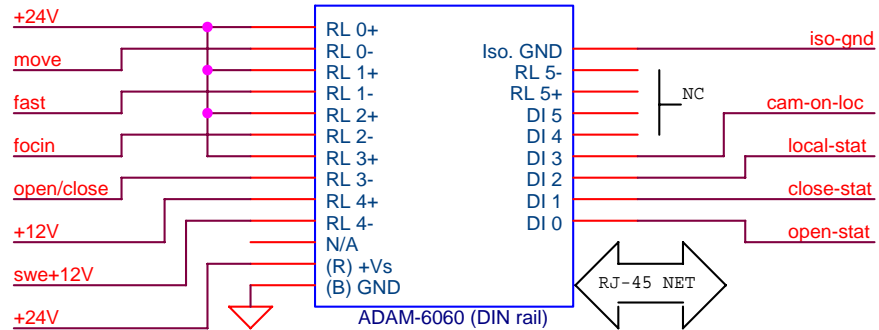 +24V
move
fast
focin
open/close
+12V
swe+12V
+24V
RL 0+
RL 0-
RL 1+
RL 1-
RL 2+
RL 2-
RL 3+
RL 3-
RL 4+
RL 4-
N/A
(R) +Vs
(B) GND
Iso. GND
RL 5-
RL 5+
DI 5
DI 4
DI 3
DI 2
DI 1
DI 0
ADAM-6060 (DIN rail)
NC
iso-gnd
cam-on-loc
local-stat
close-stat
open-stat
RJ-45 NET